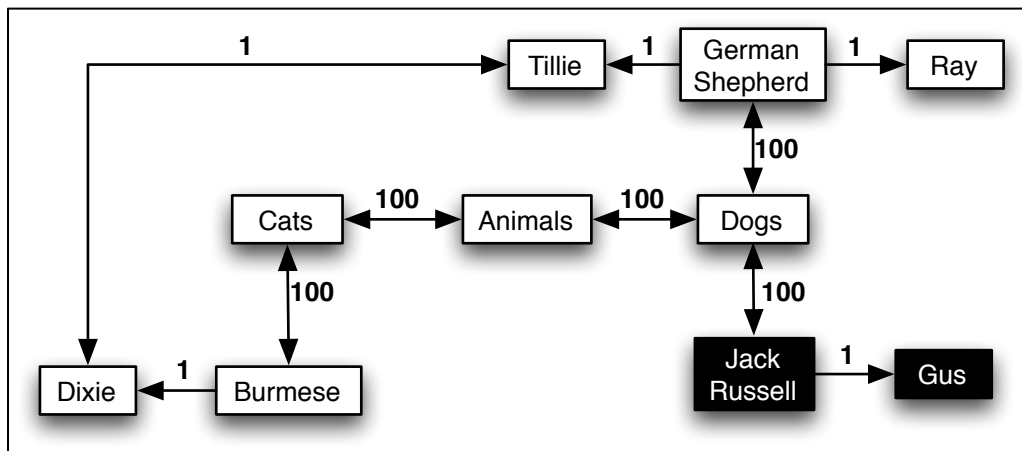 1
Tillie
1
German
Shepherd
1
Ray
100
Cats
100
Animals
100
Dogs
100
100
Dixie
1
Burmese
Jack
Russell
1
Gus